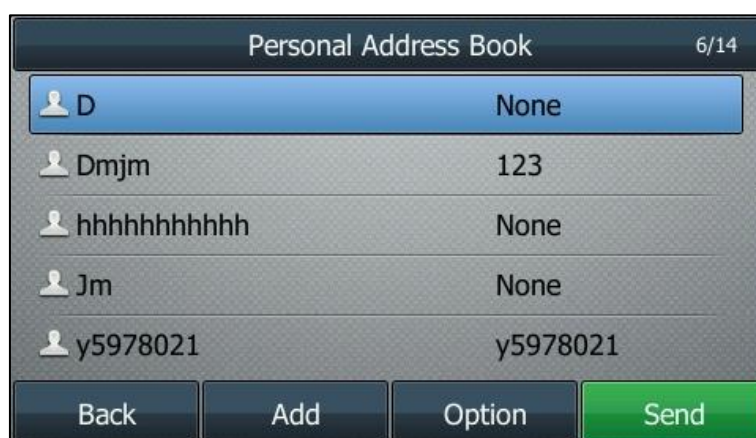 Personal Address Book 6/14
D None
Dmjm 123
hhhhhhhhhhh None
Jm None
y5978021 y5978021
Back Add Option Send